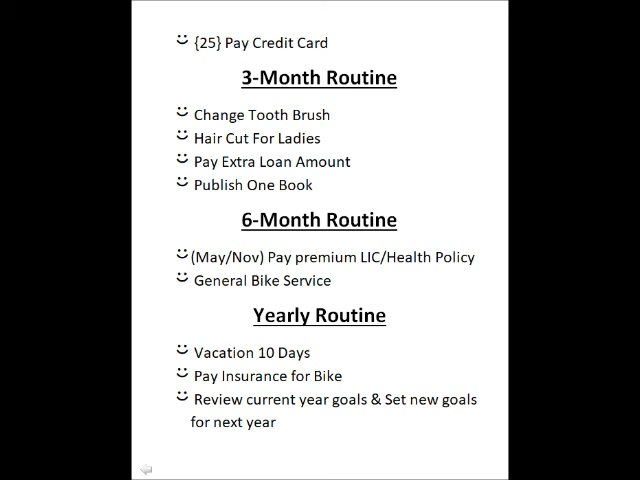 {25} Pay Credit Card
3-Month Routine
Change Tooth Brush
Hair Cut For Ladies
Pay Extra Loan Amount
Publish One Book
6-Month Routine
(May/Nov) Pay premium LIC/Health Policy
General Bike Service
Yearly Routine
Vacation 10 Days
Pay Insurance for Bike
Review current year goals & Set new goals
for next year